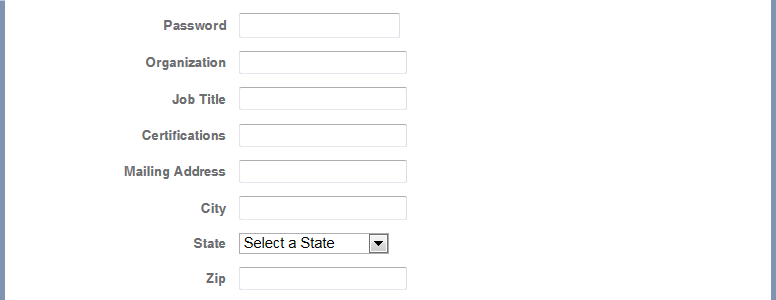 Password
Organization
Job Title
Certifications
Mailing Address
City
State Select a State
Zip